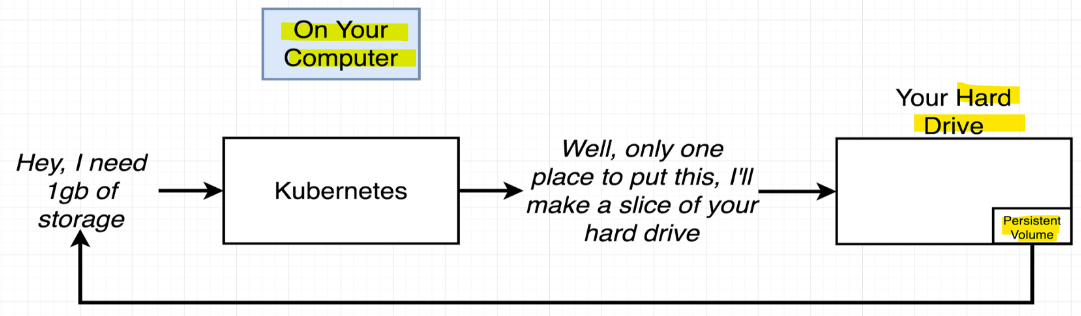 On Your
Computer
Your Hard
Drive
Hey, I need
1gb of
storage
Kubernetes
Well, only one
place to put this, I'll
make a slice of your
hard drive
Persistent
Volume